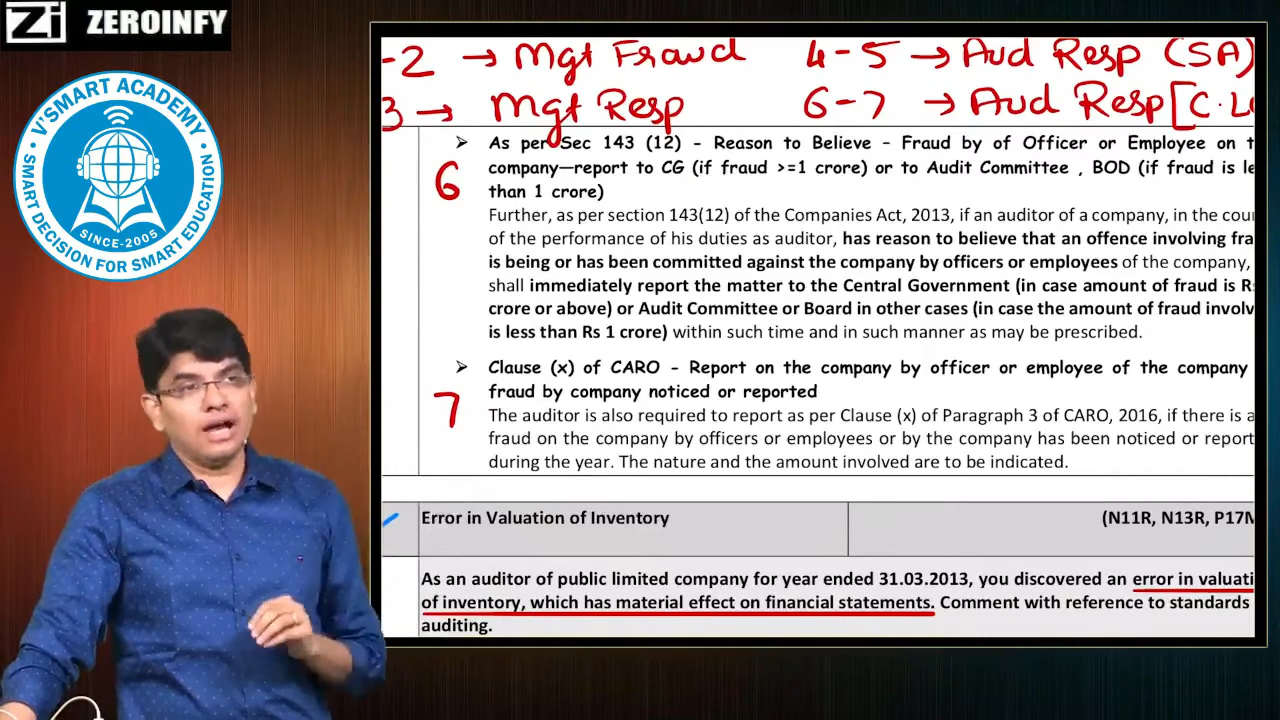 Zi ZEROINFY
V'SMART ACADEMY
SINCE-2005
SMART DECISION FOR SMART EDUCATION
-2 → Mgt Fraud 4-5 → Aud Resp (SA)
3 → Mgt Resp 6-7 → Aud Resp [C.
6
➢ As per Sec 143 (12) - Reason to Believe - Fraud by of Officer or Employee on t
company—report to CG (if fraud >=1 crore) or to Audit Committee , BOD (if fraud is le
than 1 crore)
Further, as per section 143(12) of the Companies Act, 2013, if an auditor of a company, in the cour
of the performance of his duties as auditor, has reason to believe that an offence involving fra
is being or has been committed against the company by officers or employees of the company,
shall immediately report the matter to the Central Government (in case amount of fraud is Rs
crore or above) or Audit Committee or Board in other cases (in case the amount of fraud involv
is less than Rs 1 crore) within such time and in such manner as may be prescribed.
7
➢ Clause (x) of CARO - Report on the company by officer or employee of the company
fraud by company noticed or reported
The auditor is also required to report as per Clause (x) of Paragraph 3 of CARO, 2016, if there is a
fraud on the company by officers or employees or by the company has been noticed or report
during the year. The nature and the amount involved are to be indicated.
Error in Valuation of Inventory (N11R, N13R, P17M
As an auditor of public limited company for year ended 31.03.2013, you discovered an error in valuati
of inventory, which has material effect on financial statements. Comment with reference to standards
auditing.